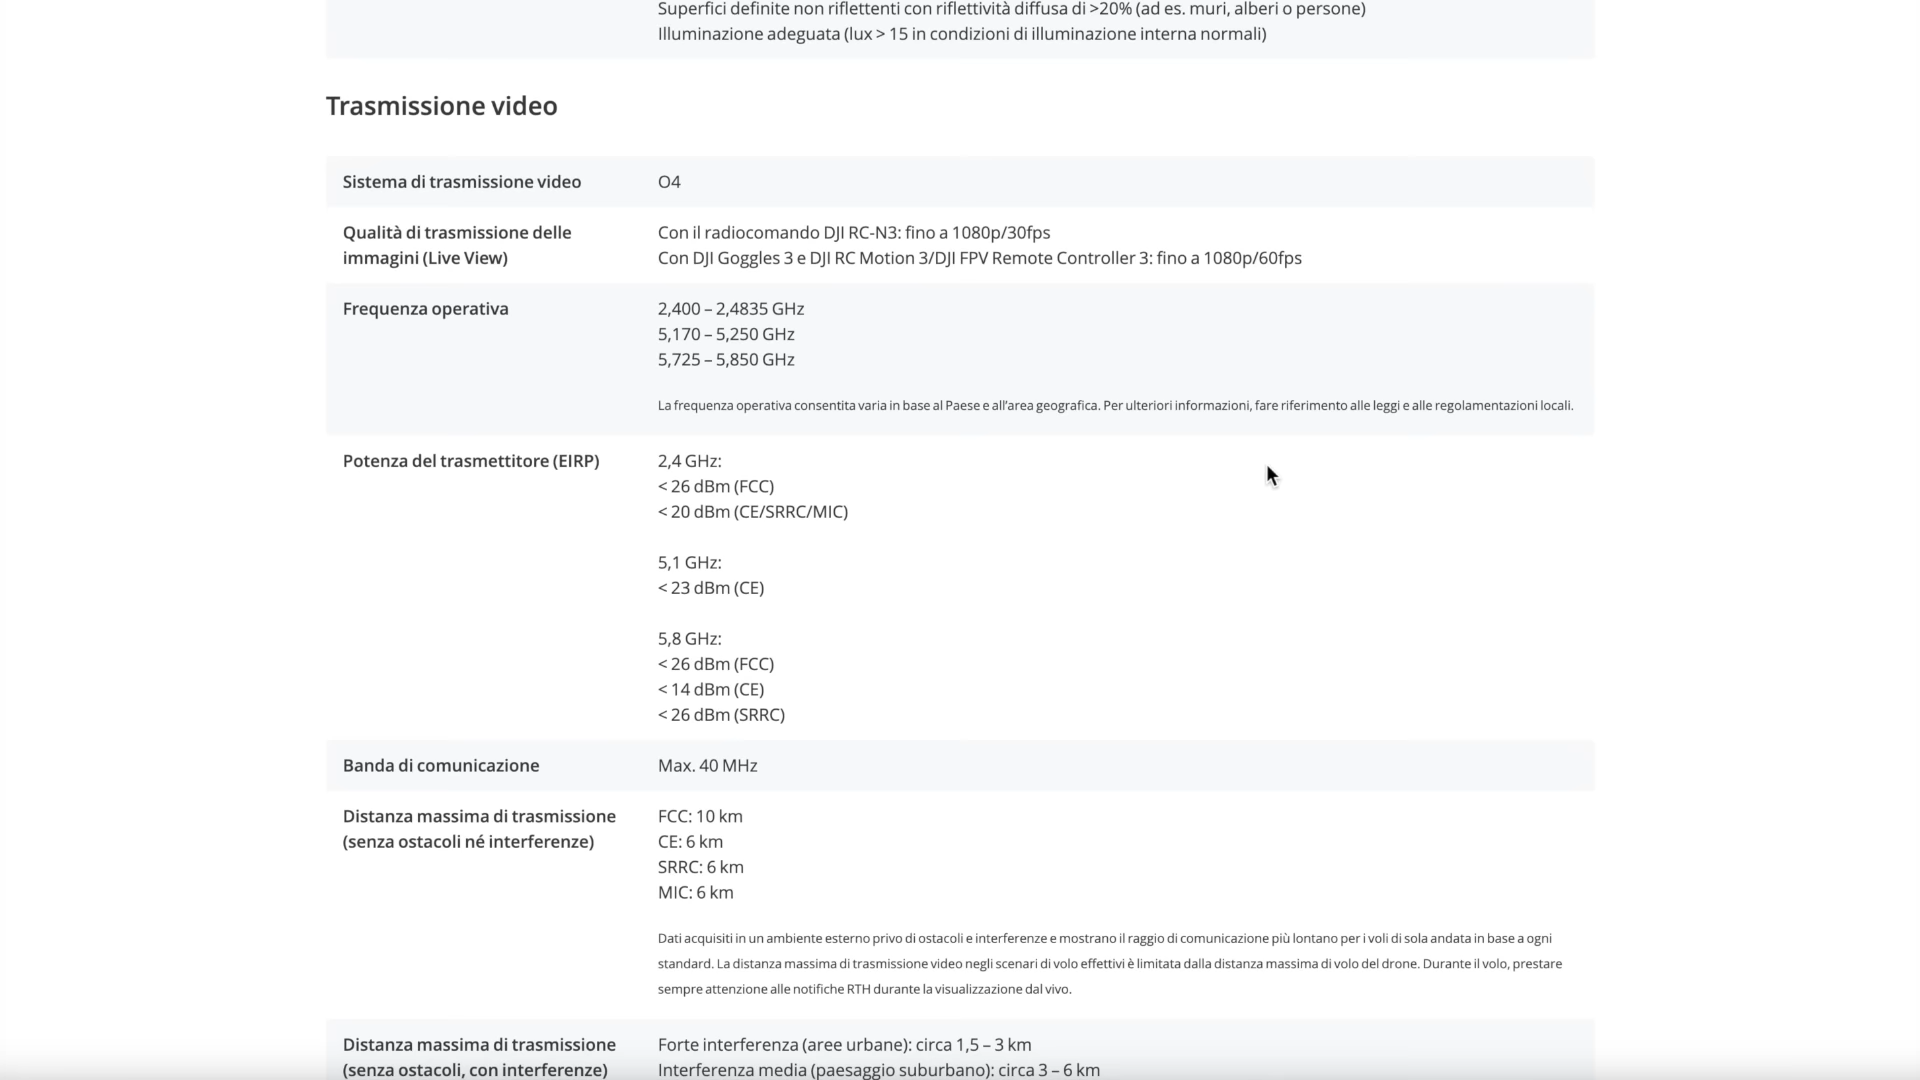 Superfici definite non riflettenti con riflettività diffusa di >20% (ad es. muri, alberi o persone)
Illuminazione adeguata (lux > 15 in condizioni di illuminazione interna normali)
Trasmissione video
Sistema di trasmissione video
O4
Qualità di trasmissione delle
immagini (Live View)
Con il radiocomando DJI RC-N3: fino a 1080p/30fps
Con DJI Goggles 3 e DJI RC Motion 3/DJI FPV Remote Controller 3: fino a 1080p/60fps
Frequenza operativa
2,400 – 2,4835 GHz
5,170 – 5,250 GHz
5,725 – 5,850 GHz
La frequenza operativa consentita varia in base al Paese e all'area geografica. Per ulteriori informazioni, fare riferimento alle leggi e alle regolamentazioni locali.
Potenza del trasmettitore (EIRP)
2,4 GHz:
< 26 dBm (FCC)
< 20 dBm (CE/SRRC/MIC)
5,1 GHz:
< 23 dBm (CE)
5,8 GHz:
< 26 dBm (FCC)
< 14 dBm (CE)
< 26 dBm (SRRC)
Banda di comunicazione
Max. 40 MHz
Distanza massima di trasmissione
(senza ostacoli né interferenze)
FCC: 10 km
CE: 6 km
SRRC: 6 km
MIC: 6 km
Dati acquisiti in un ambiente esterno privo di ostacoli e interferenze e mostrano il raggio di comunicazione più lontano per i voli di sola andata in base a ogni
standard. La distanza massima di trasmissione video negli scenari di volo effettivi è limitata dalla distanza massima di volo del drone. Durante il volo, prestare
sempre attenzione alle notifiche RTH durante la visualizzazione dal vivo.
Distanza massima di trasmissione
(senza ostacoli, con interferenze)
Forte interferenza (aree urbane): circa 1,5 – 3 km
Interferenza media (paesaggio suburbano): circa 3 – 6 km